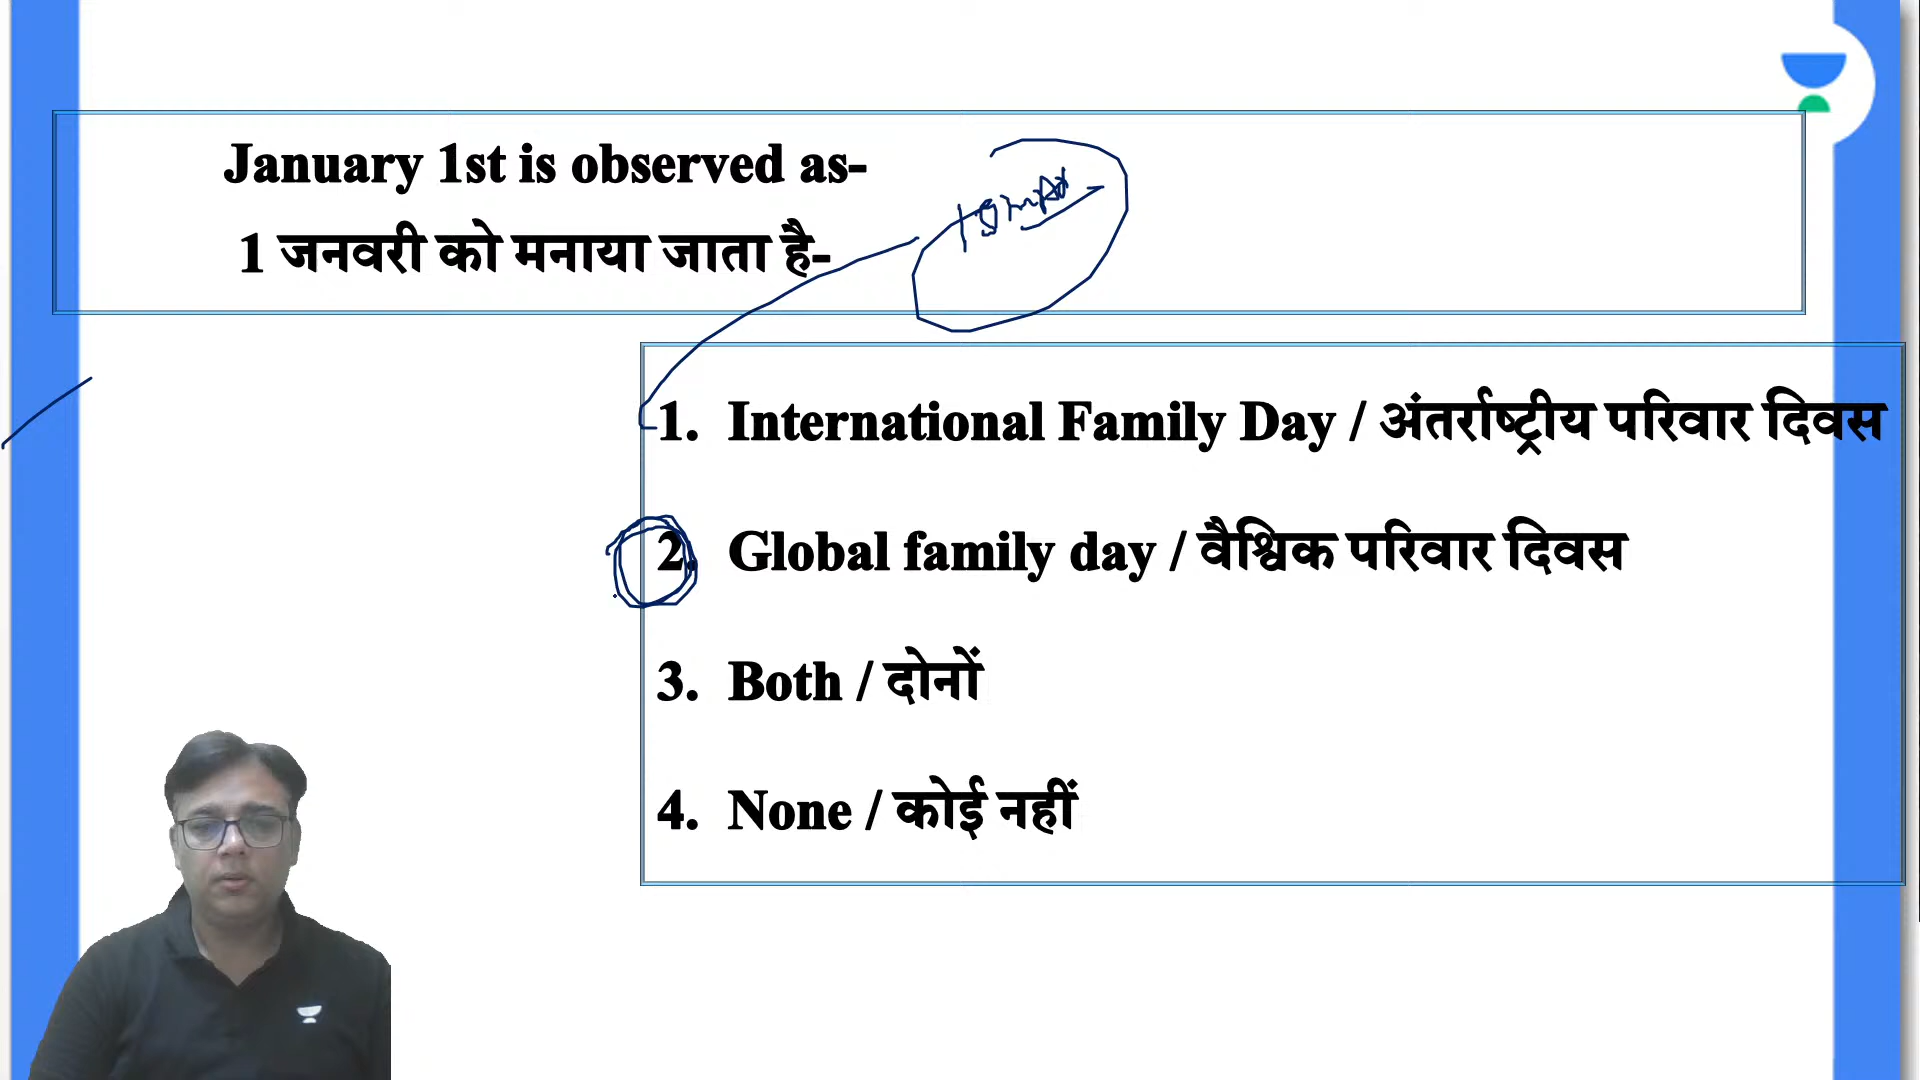 January 1st is observed as-
1 जनवरी को मनाया जाता है-
1. International Family Day / अंतर्राष्ट्रीय परिवार दिवस
2. Global family day / वैश्विक परिवार दिवस
3. Both / दोनों
4. None / कोई नहीं